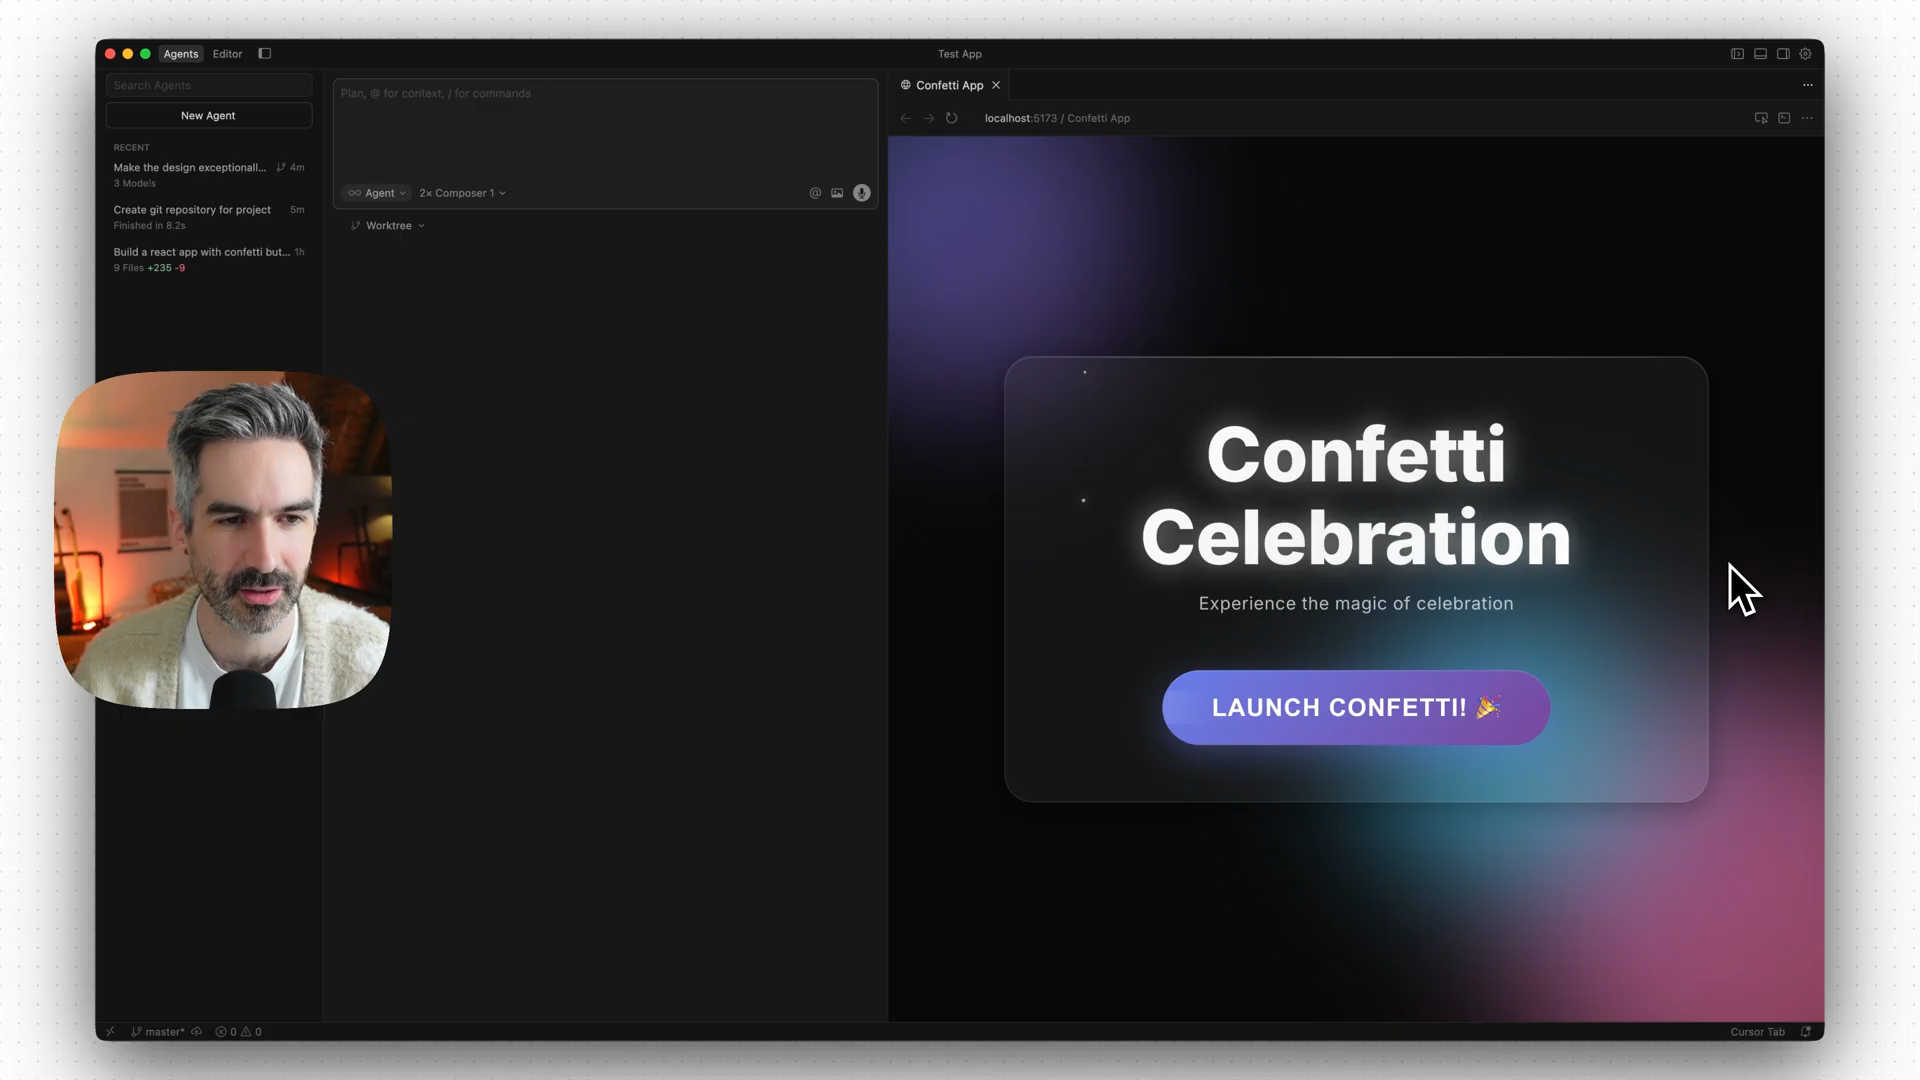 Agents
Editor
Test App
Search Agents
New Agent
RECENT
Make the design exceptionall... 4m
3 Models
Create git repository for project 5m
Finished in 8.2s
Build a react app with confetti but... 1h
9 Files +235 -9
Plan, @ for context, / for commands
Agent
2x Composer 1
Worktree
Confetti App
localhost:5173 / Confetti App
Confetti
Celebration
Experience the magic of celebration
LAUNCH CONFETTI! 🎉
master*
0
0
Cursor Tab